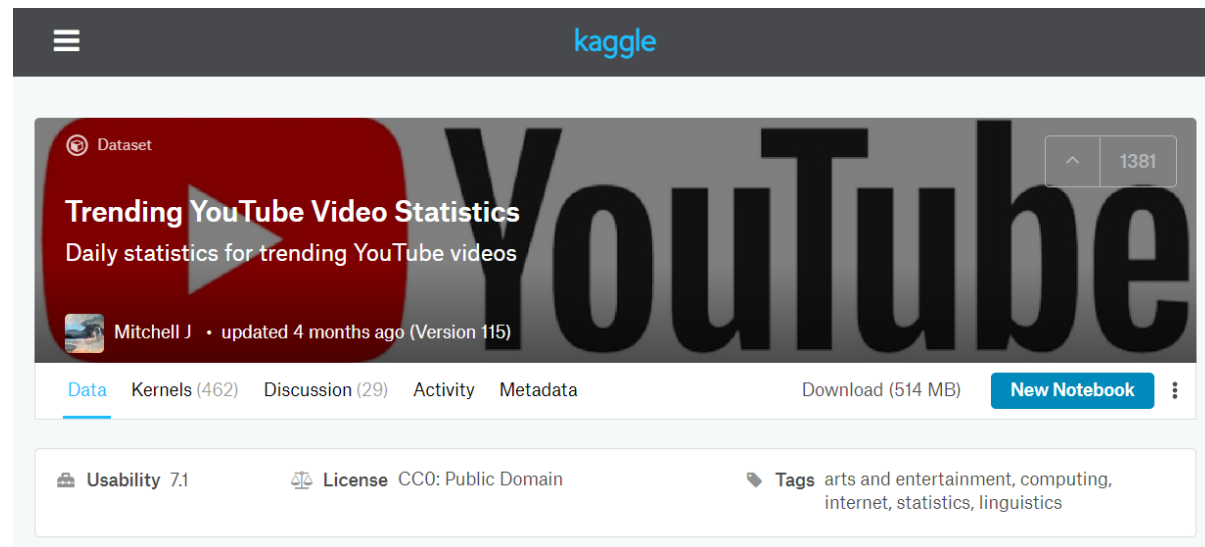 kaggle
Dataset
1381
YouTube
Trending YouTube Video Statistics
Daily statistics for trending YouTube videos
Mitchell J • updated 4 months ago (Version 115)
Data Kernels (462) Discussion (29) Activity Metadata Download (514 MB) New Notebook
Usability 7.1 License CC0: Public Domain Tags arts and entertainment, computing,
internet, statistics, linguistics